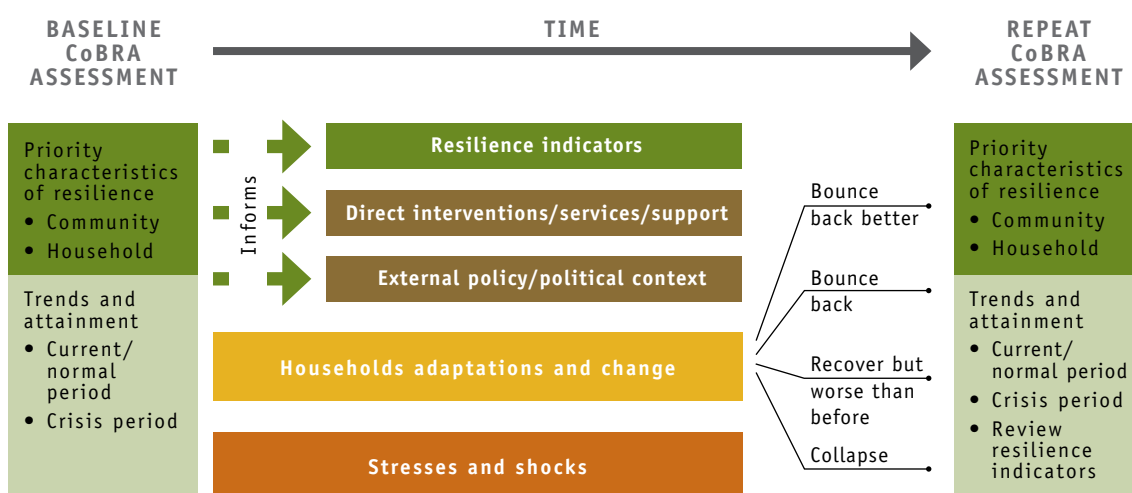 BASELINE
CoBRA
ASSESSMENT
TIME
REPEAT
CoBRA
ASSESSMENT
Priority
characteristics
of resilience
• Community
• Household
Trends and
attainment
• Current/
normal
period
• Crisis period
Informs
Resilience indicators
Direct interventions/services/support
External policy/political context
Households adaptations and change
Stresses and shocks
Bounce
back better
Bounce
back
Recover but
worse than
before
Collapse
Priority
characteristics
of resilience
• Community
• Household
Trends and
attainment
• Current/
normal period
• Crisis period
• Review
resilience
indicators